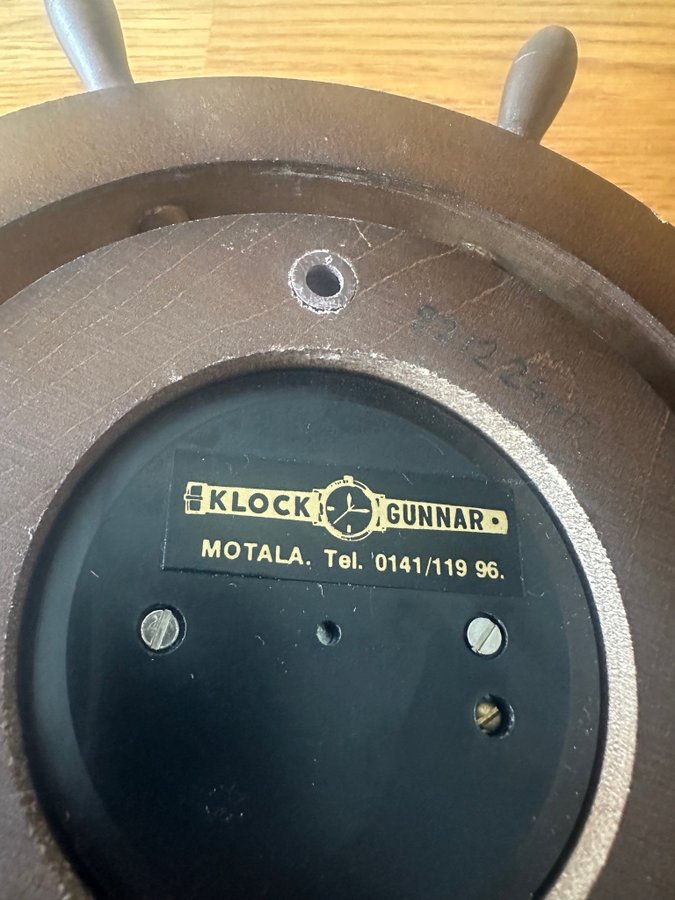 KLOCK GUNNAR
MOTALA. Tel. 0141/119 96.